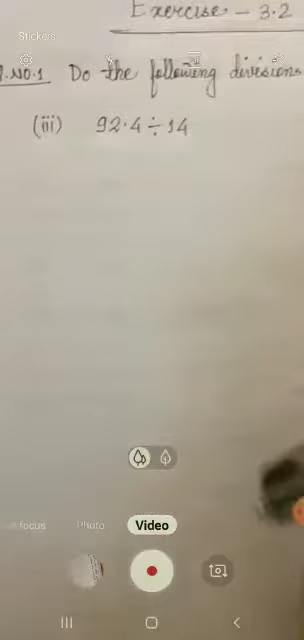 Exercise - 3.2
Stickers
Q.NO.1 Do the following divisions
(iii) 92.4÷14
focus Photo Video